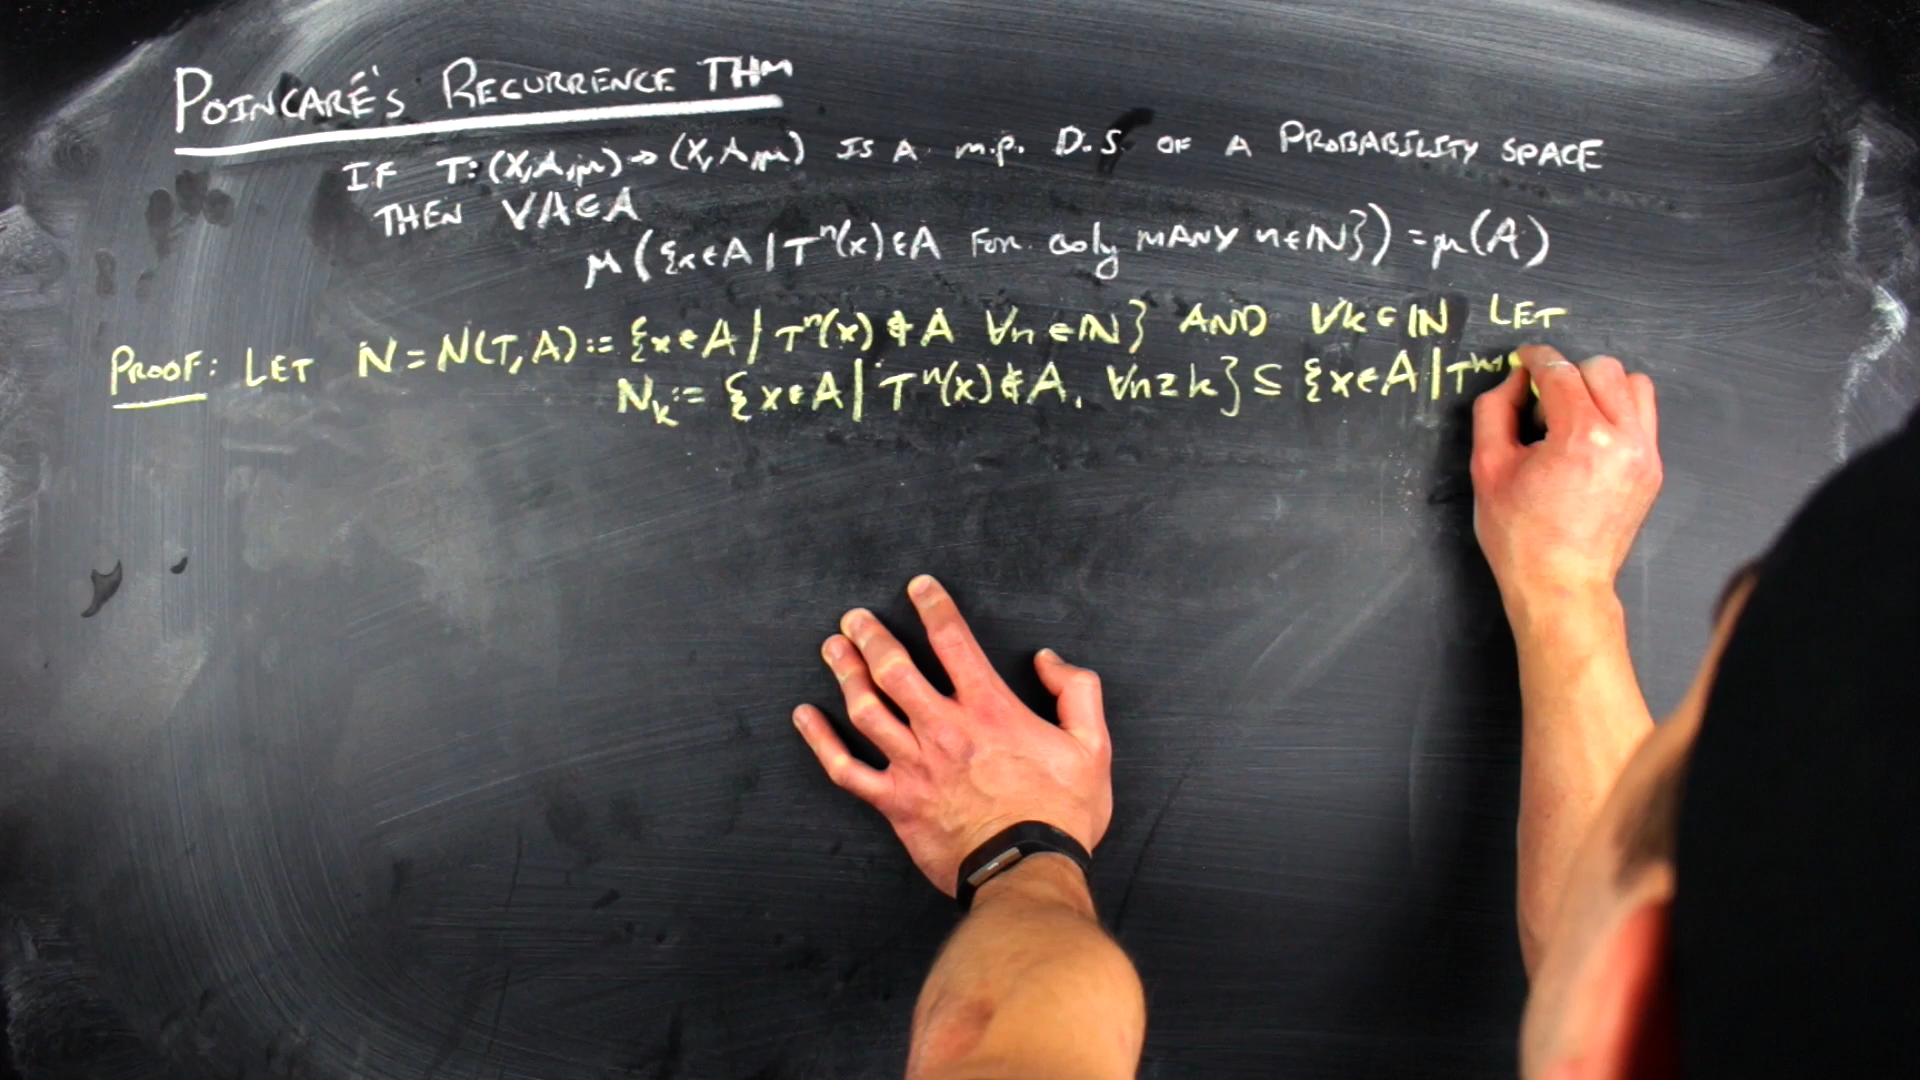 POINCARÉ'S RECURRENCE THM
IF T: (X, A, μ) → (X, A, μ) IS A m.p. D.S. OF A PROBABILITY SPACE
THEN ∀A∈A
μ({x∈A | Tⁿ(x)∈A FOR ∞ly MANY n∈ℕ}) = μ(A)
PROOF: LET N = N(T, A) := {x∈A | Tⁿ(x)∉A ∀n∈ℕ} AND ∀k∈ℕ LET
Nₖ := {x∈A | Tⁿ(x)∉A, ∀n≥k} ⊆ {x∈A | T